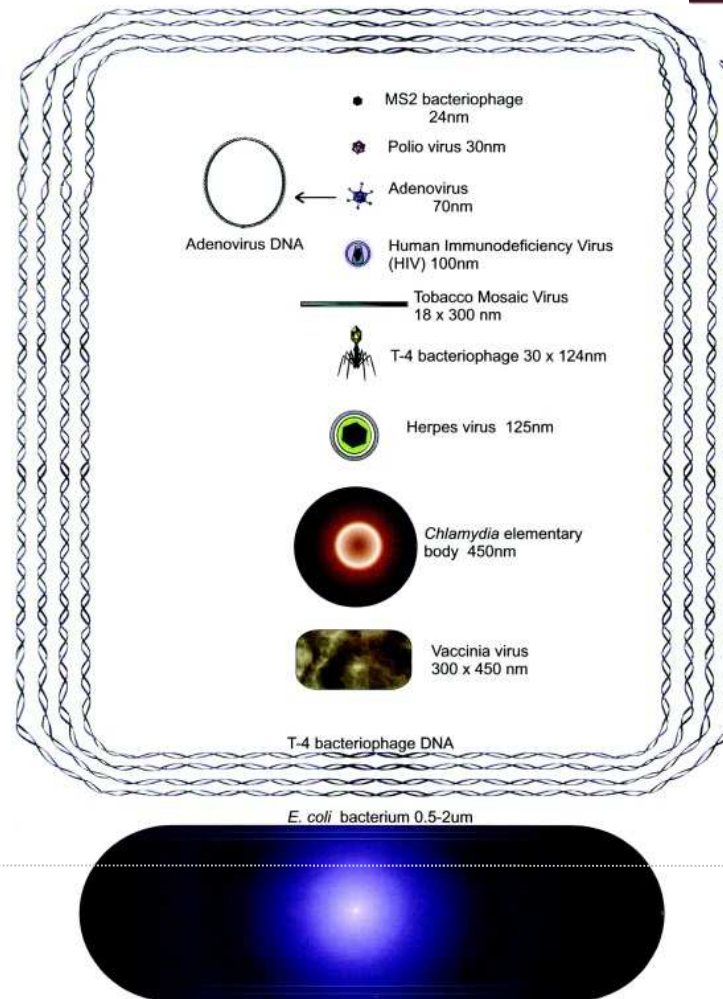 MS2 bacteriophage
24nm
Polio virus 30nm
Adenovirus
70nm
Adenovirus DNA
Human Immunodeficiency Virus
(HIV) 100nm
Tobacco Mosaic Virus
18 x 300 nm
T-4 bacteriophage 30 x 124nm
Herpes virus 125nm
Chlamydia elementary
body 450nm
Vaccinia virus
300 x 450 nm
T-4 bacteriophage DNA
E. coli bacterium 0.5-2um